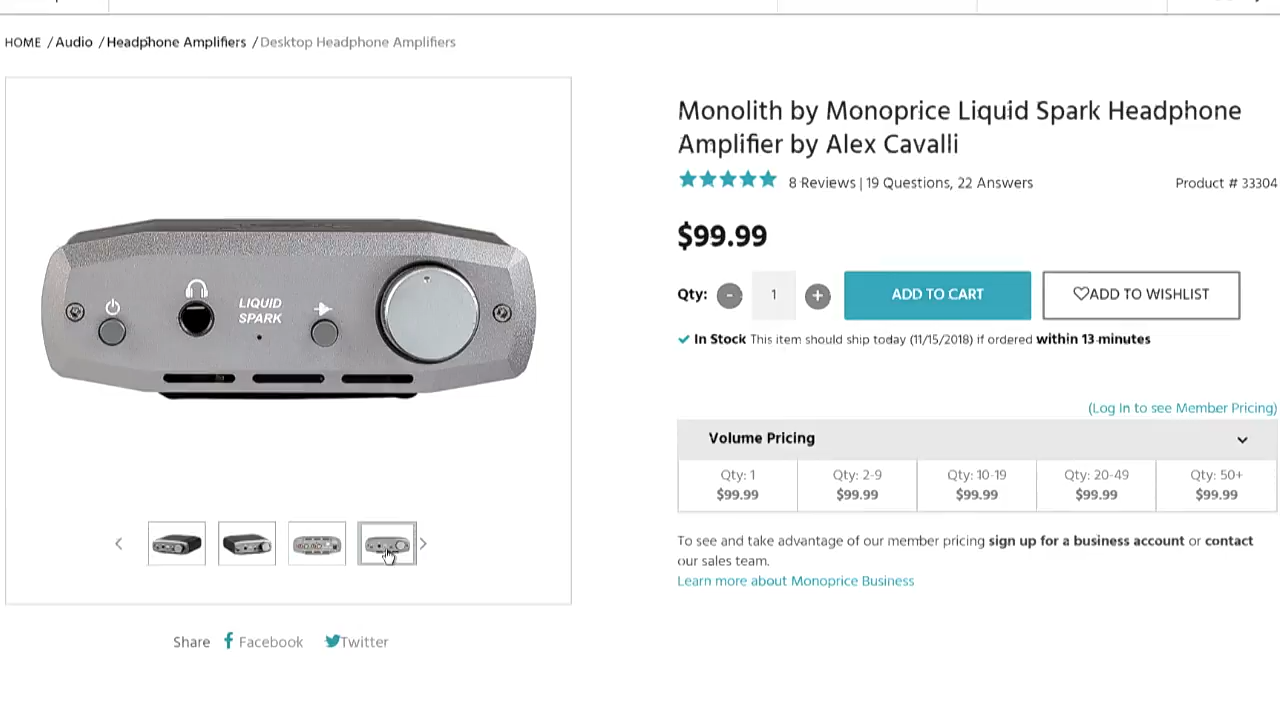 HOME / Audio / Headphone Amplifiers / Desktop Headphone Amplifiers
Monolith by Monoprice Liquid Spark Headphone
Amplifier by Alex Cavalli
8 Reviews | 19 Questions, 22 Answers
Product # 33304
$99.99
Qty: - 1 + ADD TO CART ADD TO WISHLIST
In Stock This item should ship today (11/15/2018) if ordered within 13 minutes
LIQUID
SPARK
(Log In to see Member Pricing)
Volume Pricing
Qty: 1 Qty: 2-9 Qty: 10-19 Qty: 20-49 Qty: 50+
$99.99 $99.99 $99.99 $99.99 $99.99
To see and take advantage of our member pricing sign up for a business account or contact
our sales team.
Learn more about Monoprice Business
Share Facebook Twitter